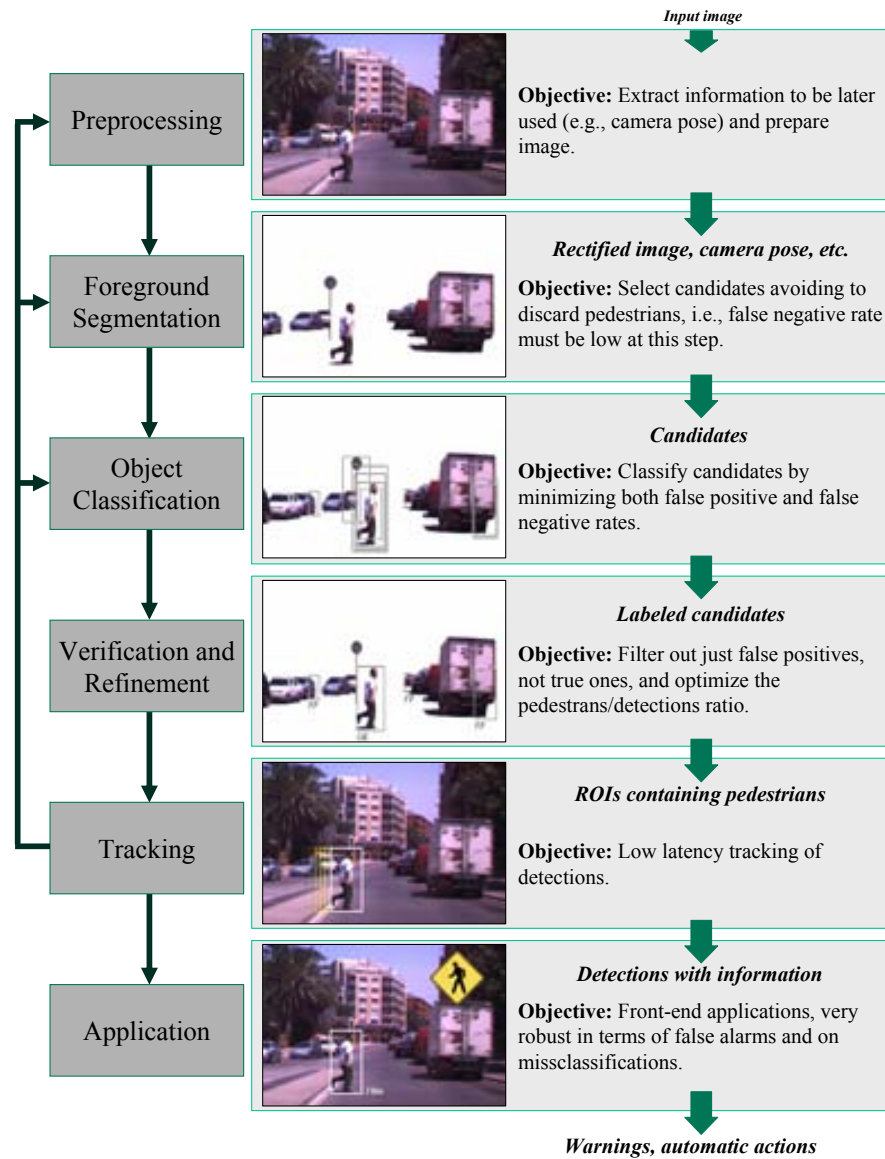 Input image
Preprocessing
Objective: Extract information to be later
used (e.g., camera pose) and prepare
image.
Foreground
Segmentation
Rectified image, camera pose, etc.
Objective: Select candidates avoiding to
discard pedestrians, i.e., false negative rate
must be low at this step.
Object
Classification
Candidates
Objective: Classify candidates by
minimizing both false positive and false
negative rates.
Verification and
Refinement
Labeled candidates
Objective: Filter out just false positives,
not true ones, and optimize the
pedestrans/detections ratio.
Tracking
ROIs containing pedestrians
Objective: Low latency tracking of
detections.
Application
Detections with information
Objective: Front-end applications, very
robust in terms of false alarms and on
missclassifications.
Warnings, automatic actions